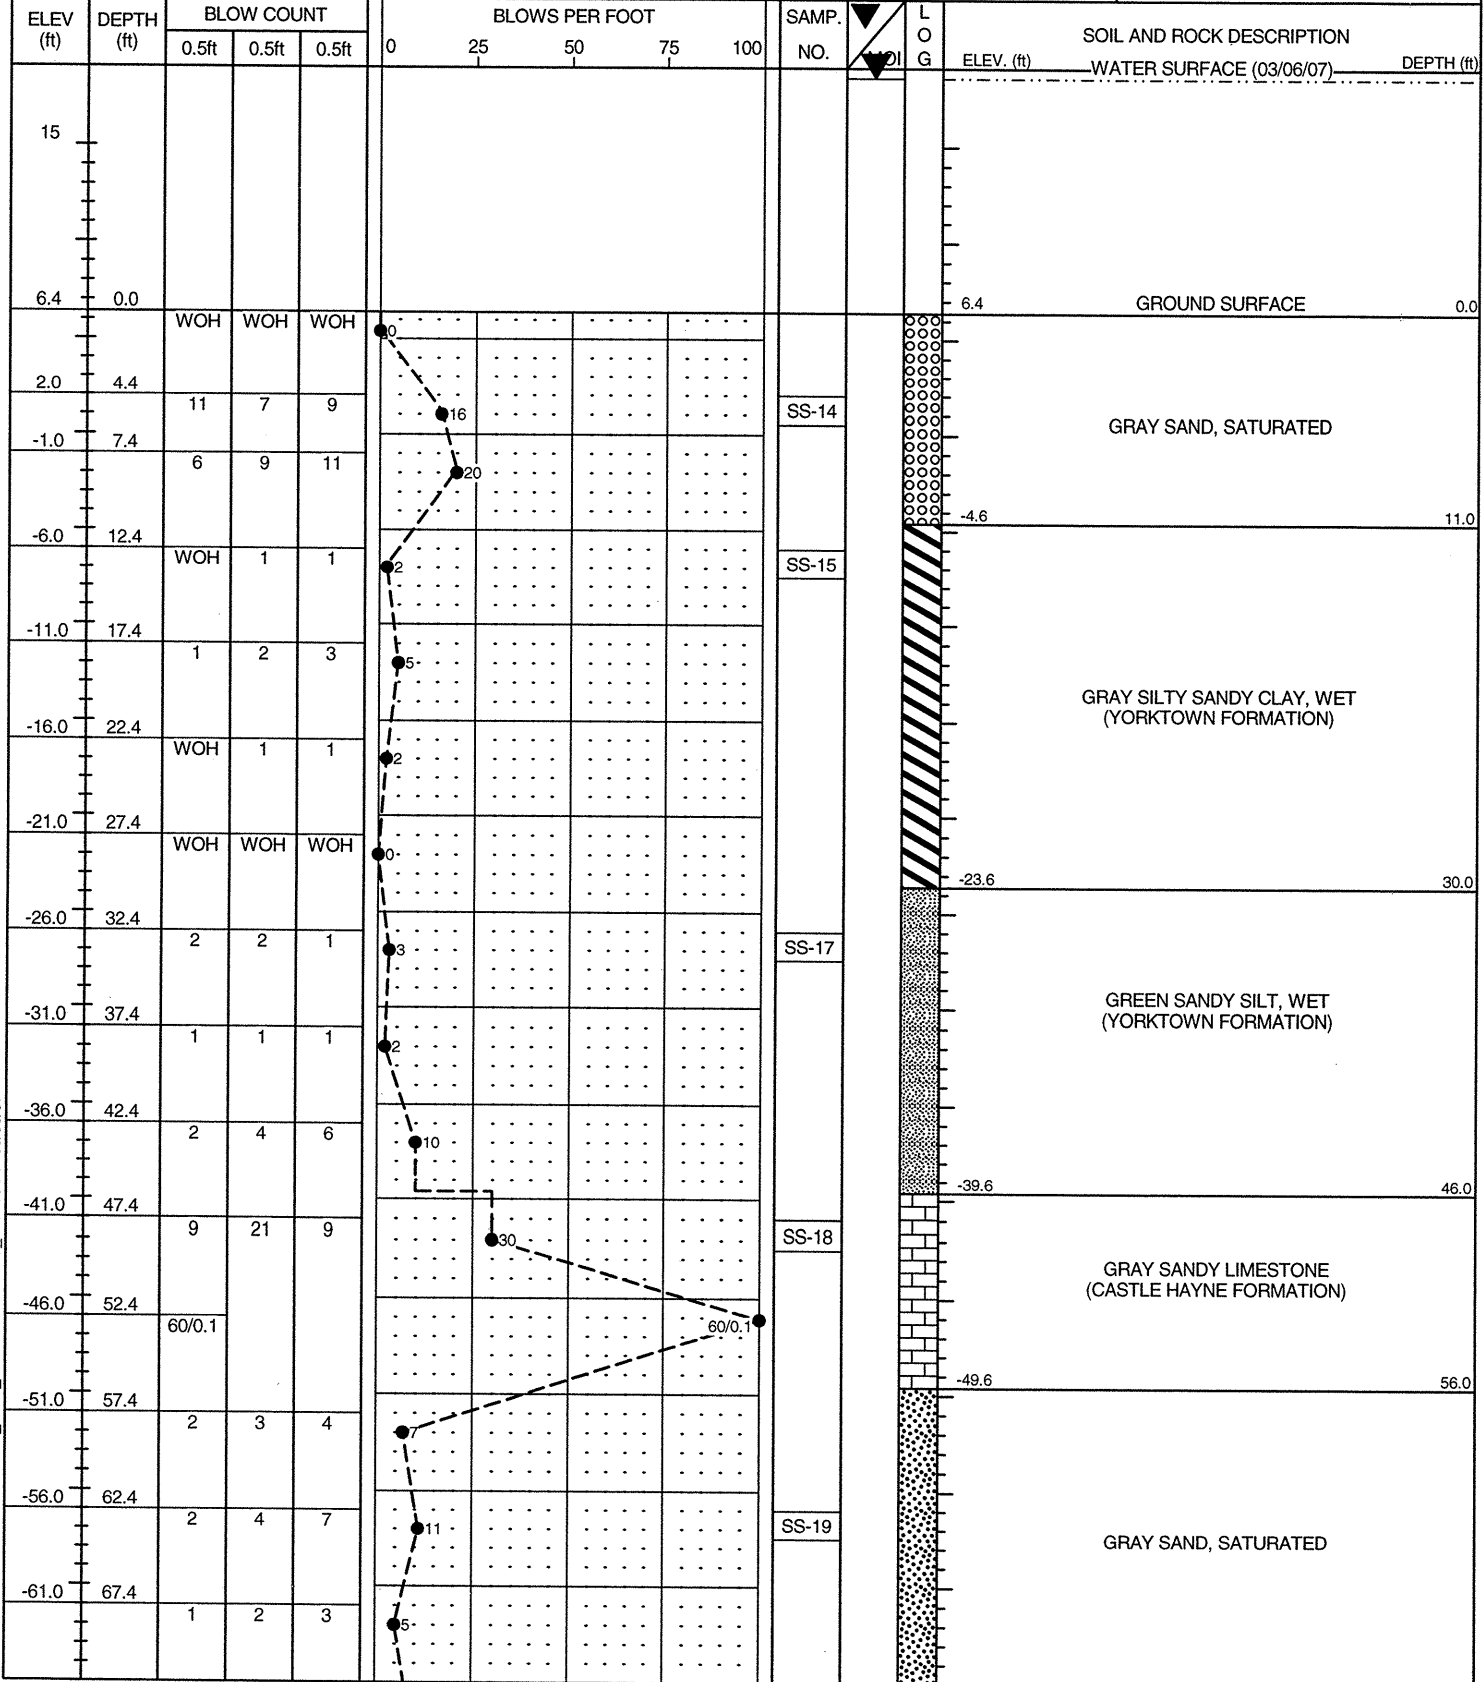 ELEV (ft) DEPTH (ft) BLOW COUNT BLOWS PER FOOT SAMP. NO. LOG SOIL AND ROCK DESCRIPTION
0.5ft 0.5ft 0.5ft 0 25 50 75 100 ELEV. (ft) DEPTH (ft)
WATER SURFACE (03/06/07)
15
6.4 0.0 6.4 GROUND SURFACE 0.0
WOH WOH WOH 0
2.0 4.4
11 7 9 16 SS-14
GRAY SAND, SATURATED
-1.0 7.4
6 9 11 20
-4.6 11.0
-6.0 12.4
WOH 1 1 2 SS-15
-11.0 17.4
1 2 3 5
GRAY SILTY SANDY CLAY, WET
(YORKTOWN FORMATION)
-16.0 22.4
WOH 1 1 2
-21.0 27.4
WOH WOH WOH 0
-23.6 30.0
-26.0 32.4
2 2 1 3 SS-17
GREEN SANDY SILT, WET
(YORKTOWN FORMATION)
-31.0 37.4
1 1 1 2
-36.0 42.4
2 4 6 10
-39.6 46.0
-41.0 47.4
9 21 9 30 SS-18
GRAY SANDY LIMESTONE
(CASTLE HAYNE FORMATION)
-46.0 52.4
60/0.1 60/0.1
-49.6 56.0
-51.0 57.4
2 3 4 7
-56.0 62.4
2 4 7 11 SS-19
GRAY SAND, SATURATED
-61.0 67.4
1 2 3 5